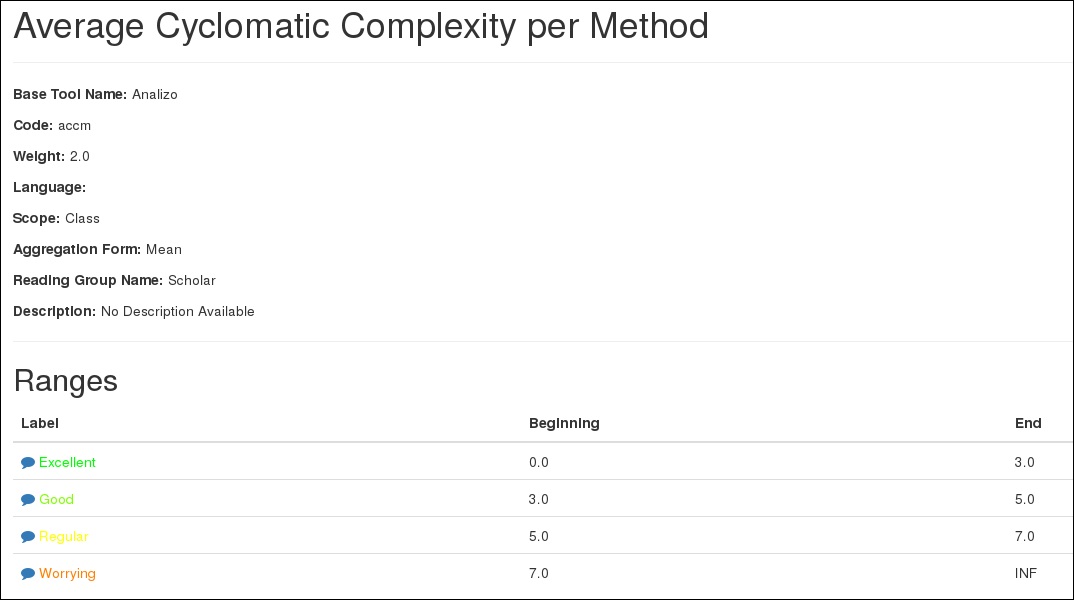 Average Cyclomatic Complexity per Method
Base Tool Name: Analizo
Code: accm
Weight: 2.0
Language:
Scope: Class
Aggregation Form: Mean
Reading Group Name: Scholar
Description: No Description Available
Ranges
Label Beginning End
Excellent 0.0 3.0
Good 3.0 5.0
Regular 5.0 7.0
Worrying 7.0 INF